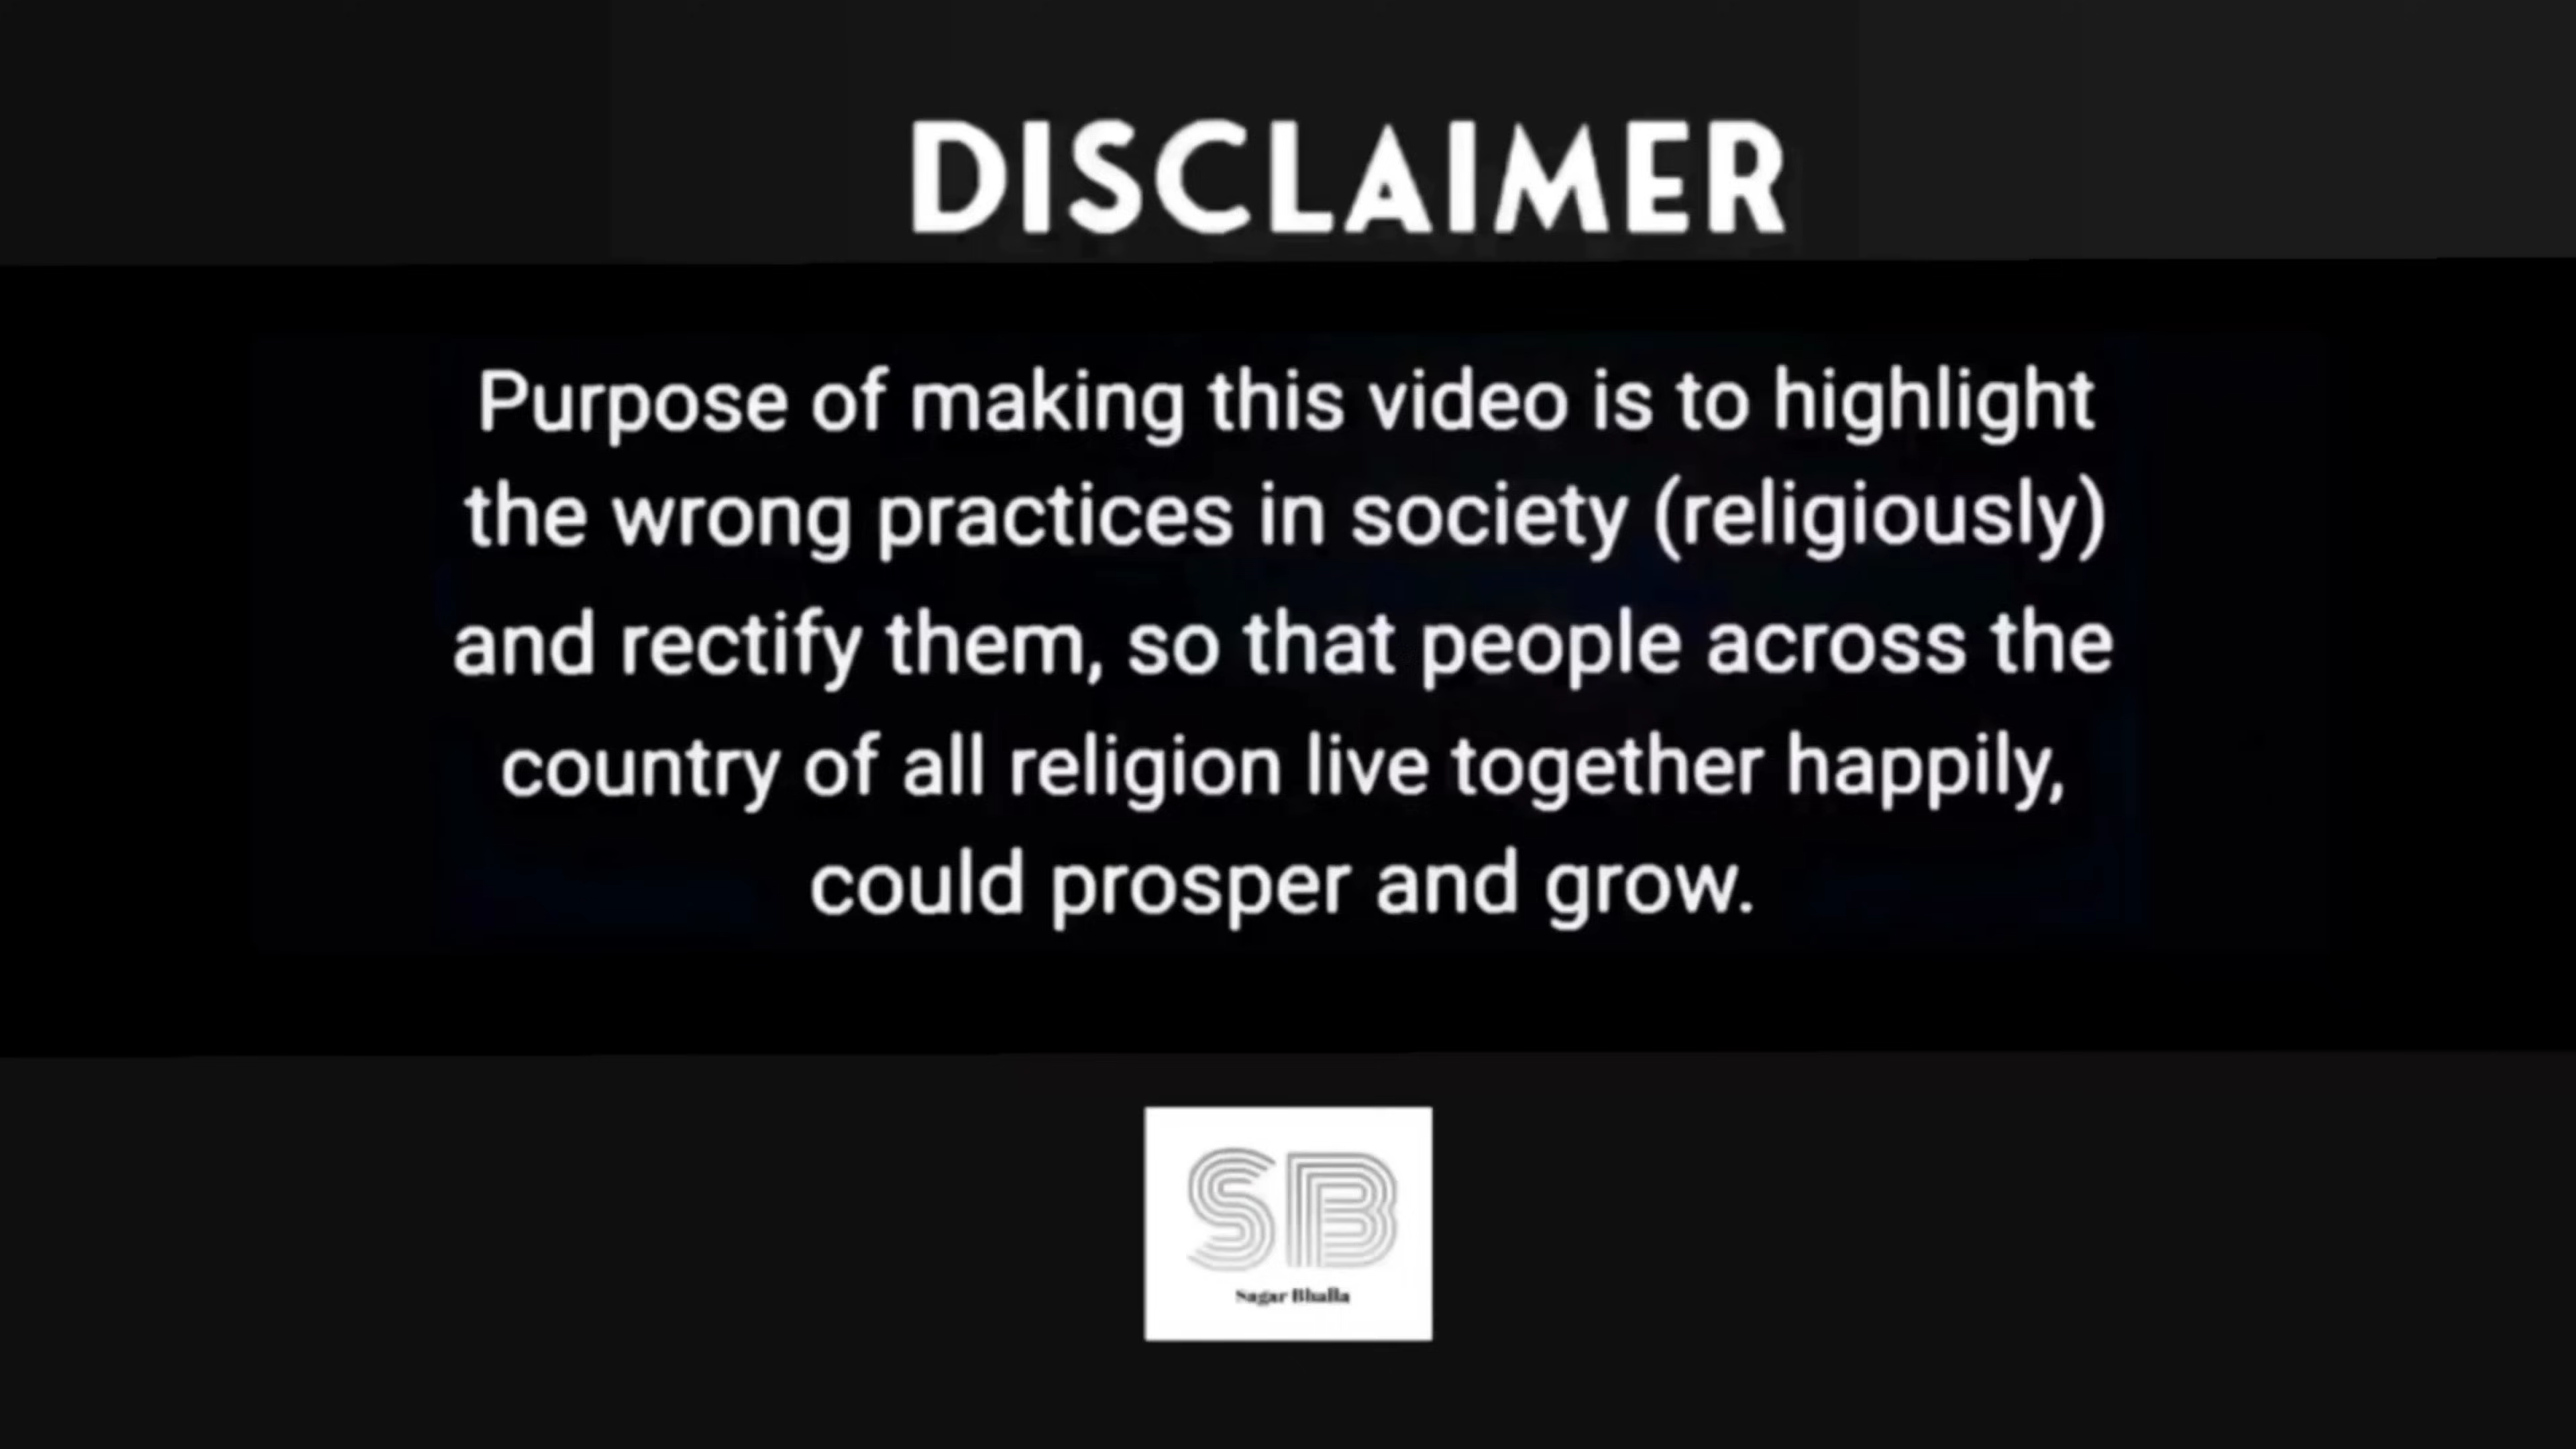 DISCLAIMER
Purpose of making this video is to highlight
the wrong practices in society (religiously)
and rectify them, so that people across the
country of all religion live together happily,
could prosper and grow.
SB
Sagar Bhalla